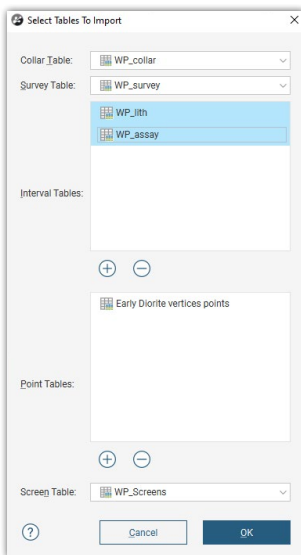 Select Tables To Import
Collar Table: WP_collar
Survey Table: WP_survey
WP_lith
WP_assay
Interval Tables:
Early Diorite vertices points
Point Tables:
Screen Table: WP_Screens
? Cancel OK